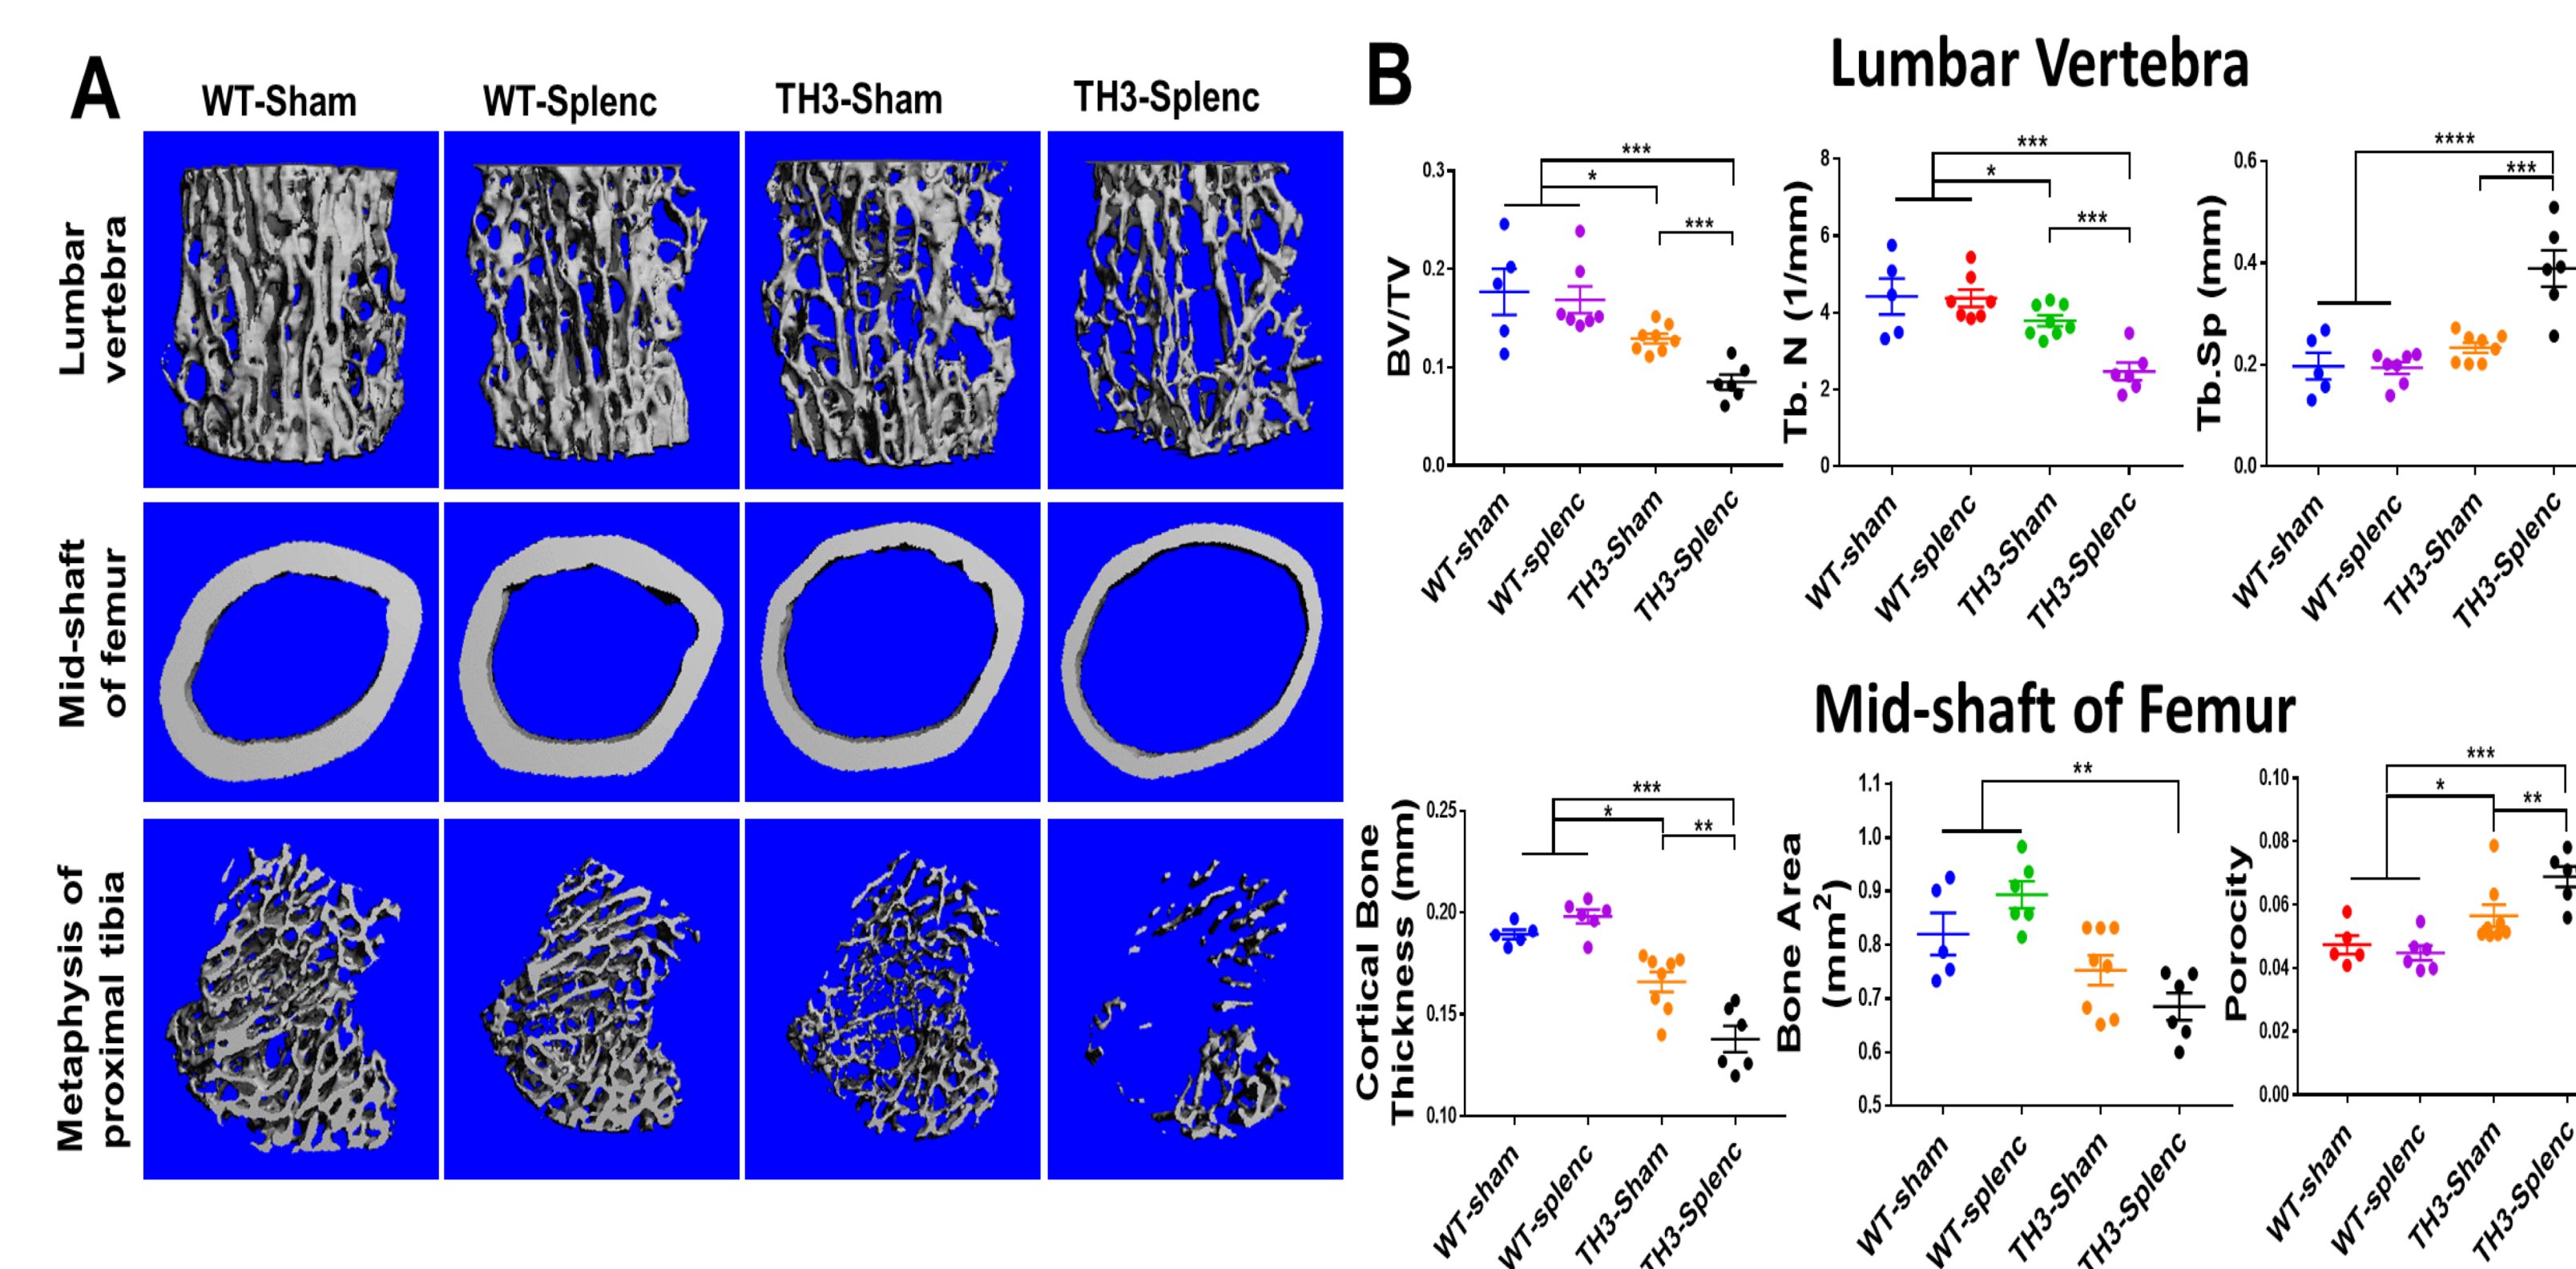 A
WT-Sham
WT-Splenc
TH3-Sham
TH3-Splenc
Lumbar
vertebra
Mid-shaft
of femur
Metaphysis of
proximal tibia
B
Lumbar Vertebra
BV/TV
0.3
0.2
0.1
0.0
***
*
***
WT-sham
WT-splenc
TH3-Sham
TH3-Splenc
Tb. N (1/mm)
8
6
4
2
0
***
*
***
WT-sham
WT-splenc
TH3-Sham
TH3-Splenc
Tb.Sp (mm)
0.6
0.4
0.2
0.0
****
***
WT-sham
WT-splenc
TH3-Sham
TH3-Splenc
Mid-shaft of Femur
Cortical Bone
Thickness (mm)
0.25
0.20
0.15
0.10
***
*
**
WT-sham
WT-splenc
TH3-Sham
TH3-Splenc
Bone Area
(mm²)
1.1
1.0
0.9
0.8
0.7
0.6
0.5
**
WT-sham
WT-splenc
TH3-Sham
TH3-Splenc
Porocity
0.10
0.08
0.06
0.04
0.02
0.00
***
*
**
WT-sham
WT-splenc
TH3-Sham
TH3-Splenc